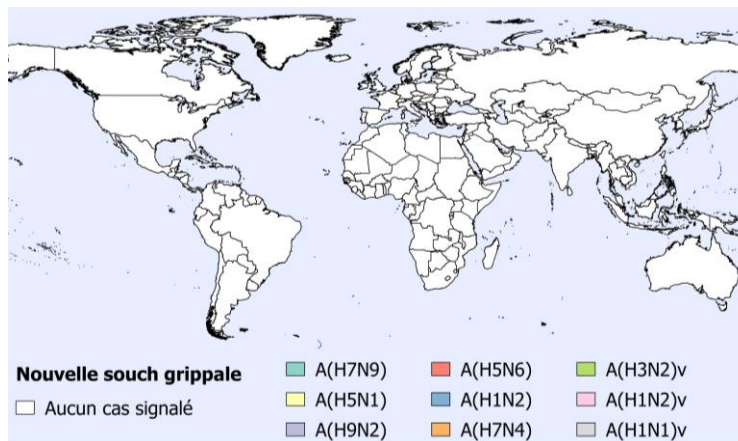 A(H7N9) A(H5N6) A(H3N2)v
Nouvelle souch grippale
Aucun cas signalé A(H5N1) A(H1N2) A(H1N2)v
A(H9N2) A(H7N4) A(H1N1)v